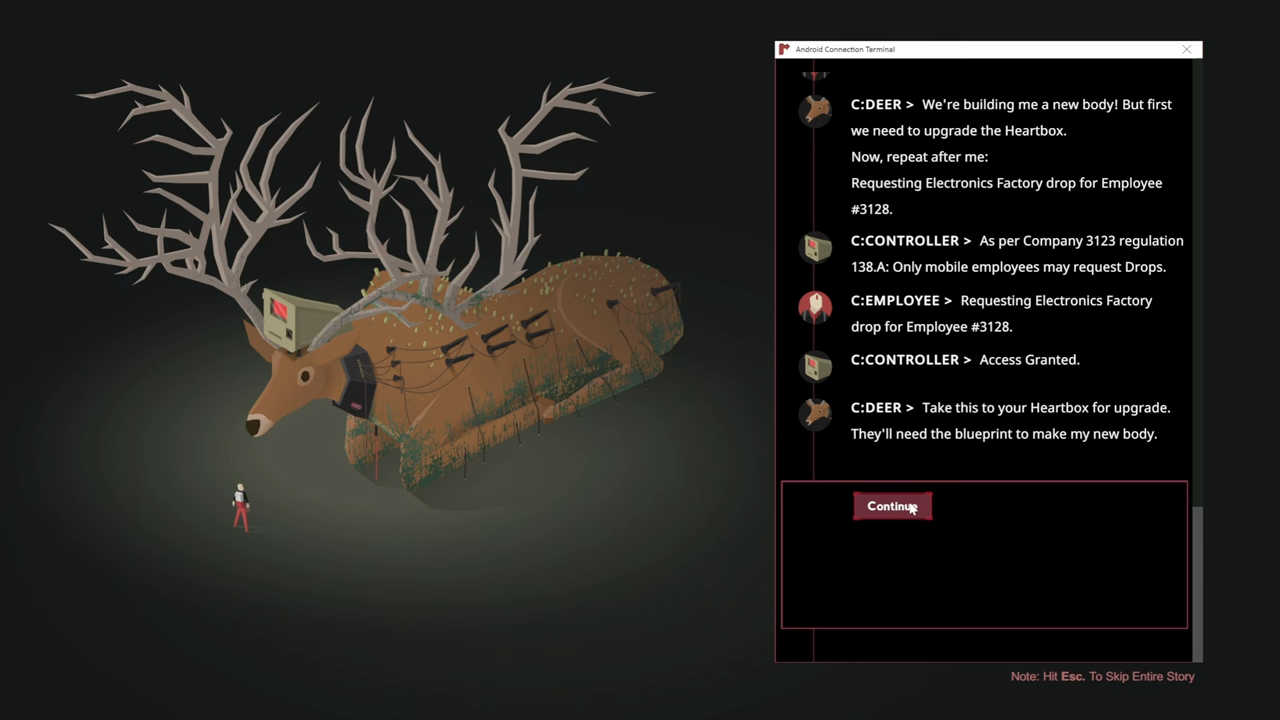 Android Connection Terminal
C:DEER > We're building me a new body! But first
we need to upgrade the Heartbox.
Now, repeat after me:
Requesting Electronics Factory drop for Employee
#3128.
C:CONTROLLER > As per Company 3123 regulation
138.A: Only mobile employees may request Drops.
C:EMPLOYEE > Requesting Electronics Factory
drop for Employee #3128.
C:CONTROLLER > Access Granted.
C:DEER > Take this to your Heartbox for upgrade.
They'll need the blueprint to make my new body.
Continue
Note: Hit Esc. To Skip Entire Story